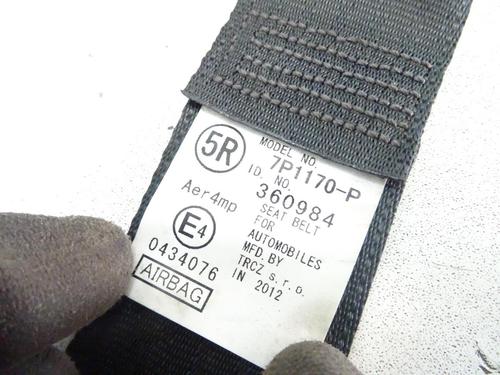 5R
MODEL NO.
7P1170-P
ID. NO.
360984
Aer4mp
SEAT BELT
FOR
AUTOMOBILES
MFD. BY
TRCZ s.r.o.
IN 2012
E4
0434076
AIRBAG